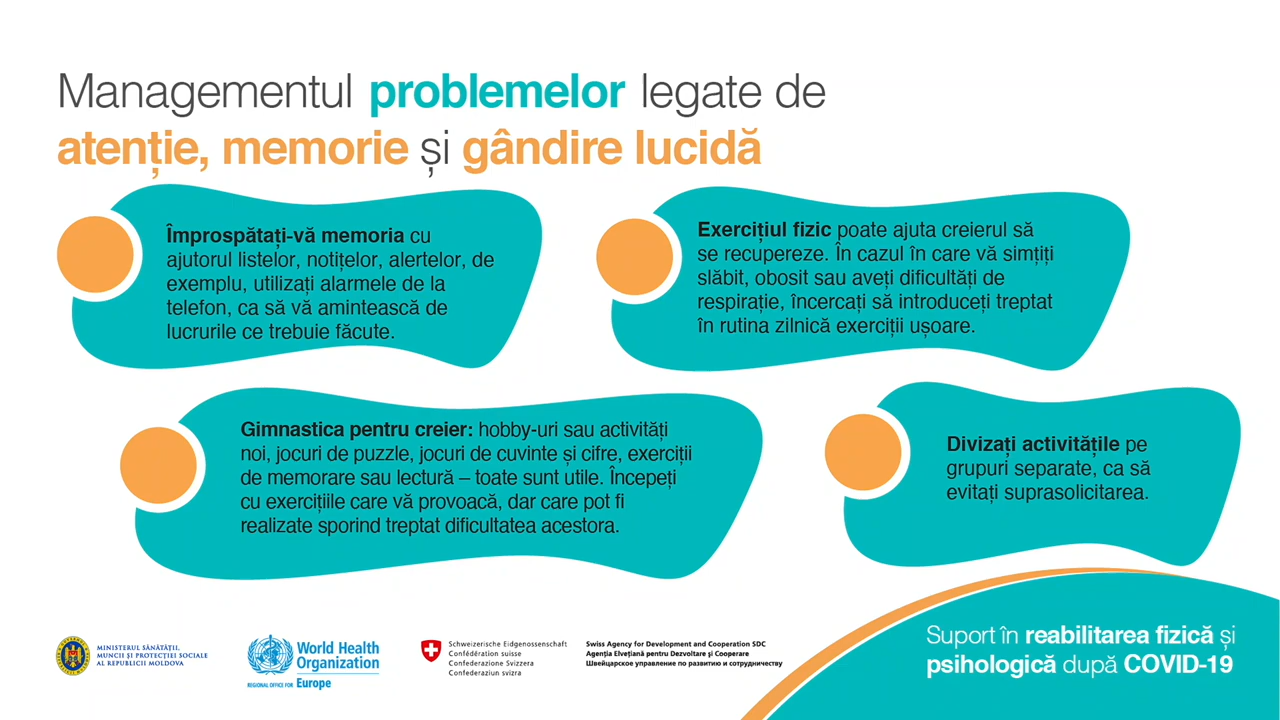 Managementul problemelor legate de
atenție, memorie și gândire lucidă
Împrospătați-vă memoria cu
ajutorul listelor, notițelor, alertelor, de
exemplu, utilizați alarmele de la
telefon, ca să vă amintească de
lucrurile ce trebuie făcute.
Exercițiul fizic poate ajuta creierul să
se recupereze. În cazul în care vă simțiți
slăbit, obosit sau aveți dificultăți de
respirație, încercați să introduceți treptat
în rutina zilnică exerciții ușoare.
Gimnastica pentru creier: hobby-uri sau activități
noi, jocuri de puzzle, jocuri de cuvinte și cifre, exerciții
de memorare sau lectură – toate sunt utile. Începeți
cu exercițiile care vă provoacă, dar care pot fi
realizate sporind treptat dificultatea acestora.
Divizați activitățile pe
grupuri separate, ca să
evitați suprasolicitarea.
MINISTERUL SĂNĂTĂȚII,
MUNCII ȘI PROTECȚIEI SOCIALE
AL REPUBLICII MOLDOVA
World Health
Organization
REGIONAL OFFICE FOR Europe
Schweizerische Eidgenossenschaft
Confédération suisse
Confederazione Svizzera
Confederaziun svizra
Swiss Agency for Development and Cooperation SDC
Agenția Elvețiană pentru Dezvoltare și Cooperare
Швейцарское управление по развитию и сотрудничеству
Suport în reabilitarea fizică și
psihologică după COVID-19